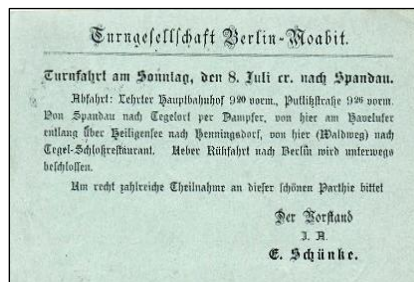 Turngesellschaft Berlin-Moabit.
Turnfahrt am Sonntag, den 8. Juli cr. nach Spandau.
Abfahrt: Lehrter Hauptbahnhof 9²⁰ vorm., Putlitzstraße 9²⁶ vorm.
Von Spandau nach Tegelort per Dampfer, von hier am Havelufer
entlang über Heiligensee nach Henningsdorf, von hier (Waldweg) nach
Tegel-Schloßrestaurant. Ueber Rükfahrt nach Berlin wird unterwegs
beschlossen.
Um recht zahlreiche Theilnahme an dieser schönen Parthie bittet
Der Vorstand
J. A.
E. Schünke.